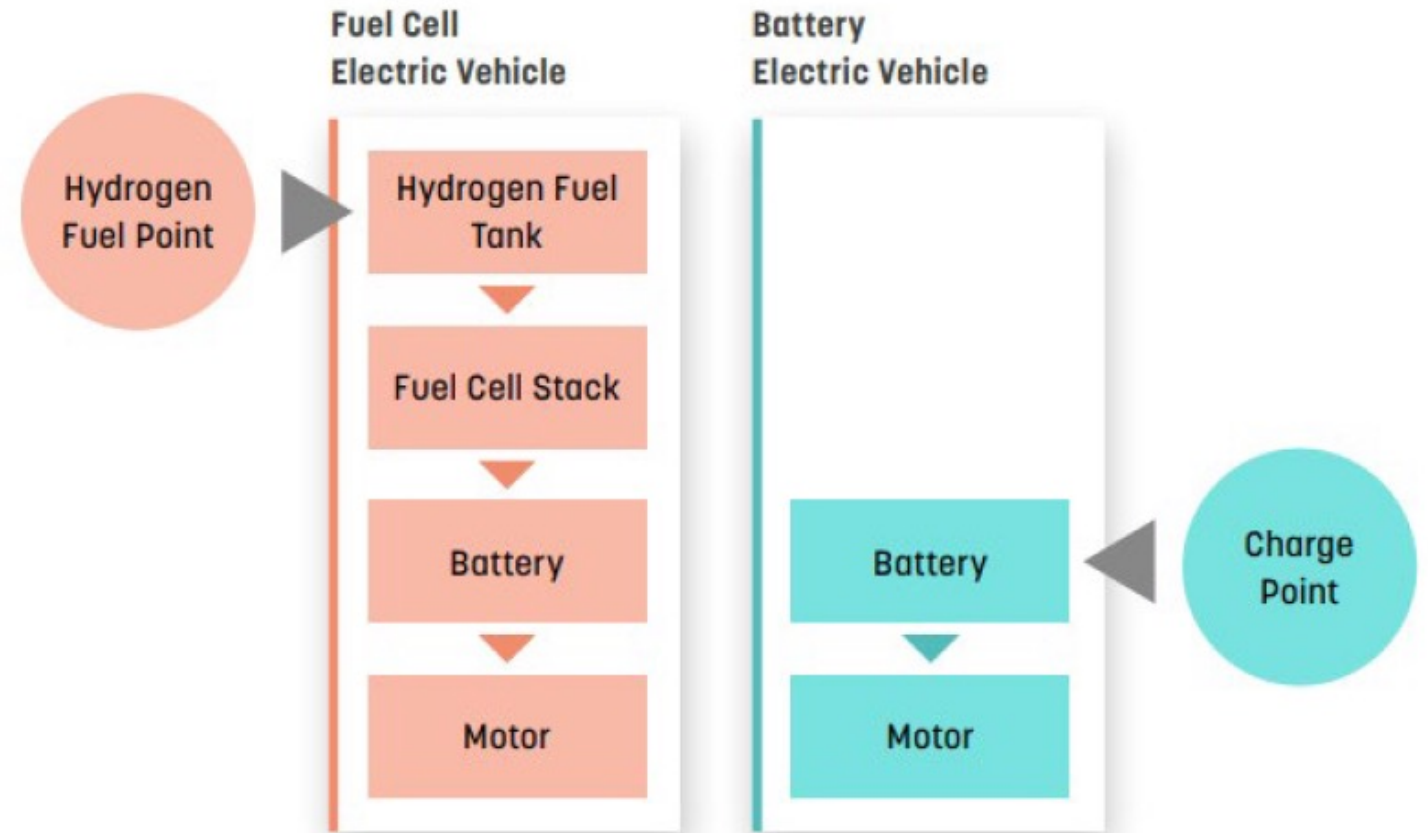 Fuel Cell
Electric Vehicle
Hydrogen
Fuel Point
Hydrogen Fuel
Tank
Fuel Cell Stack
Battery
Motor
Battery
Electric Vehicle
Battery
Motor
Charge
Point